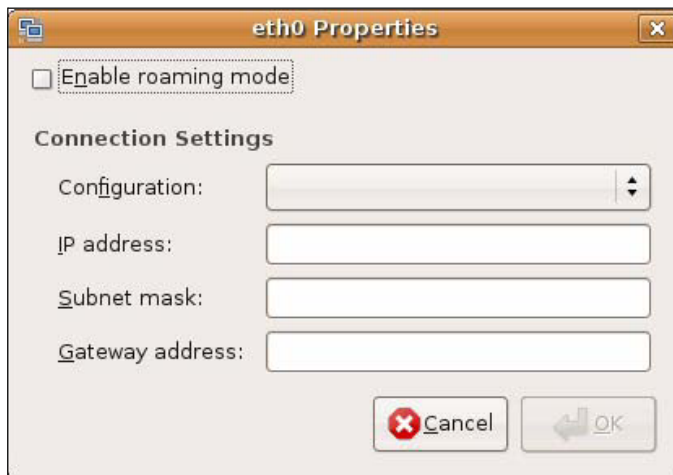 eth0 Properties
Enable roaming mode
Connection Settings
Configuration:
IP address:
Subnet mask:
Gateway address:
Cancel
OK